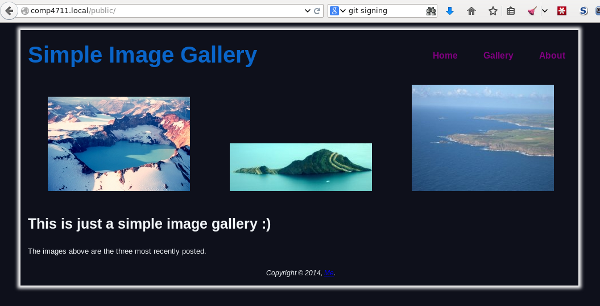 comp4711.local/public/
git signing
Simple Image Gallery
Home Gallery About
This is just a simple image gallery :)
The images above are the three most recently posted.
Copyright © 2014,